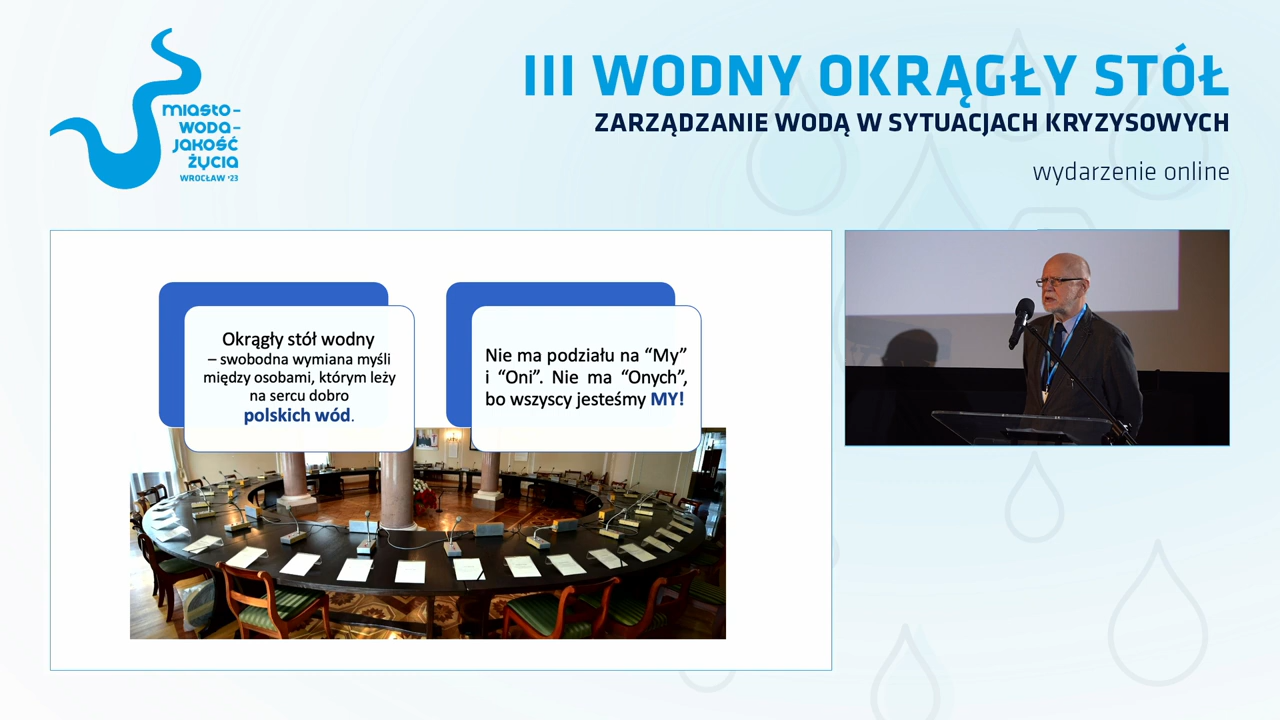 miasto-
woda-
jakość
życia
WROCŁAW '23
III WODNY OKRĄGŁY STÓŁ
ZARZĄDZANIE WODĄ W SYTUACJACH KRYZYSOWYCH
wydarzenie online
Okrągły stół wodny
– swobodna wymiana myśli
między osobami, którym leży
na sercu dobro
polskich wód.
Nie ma podziału na “My”
i “Oni”. Nie ma “Onych”,
bo wszyscy jesteśmy MY!